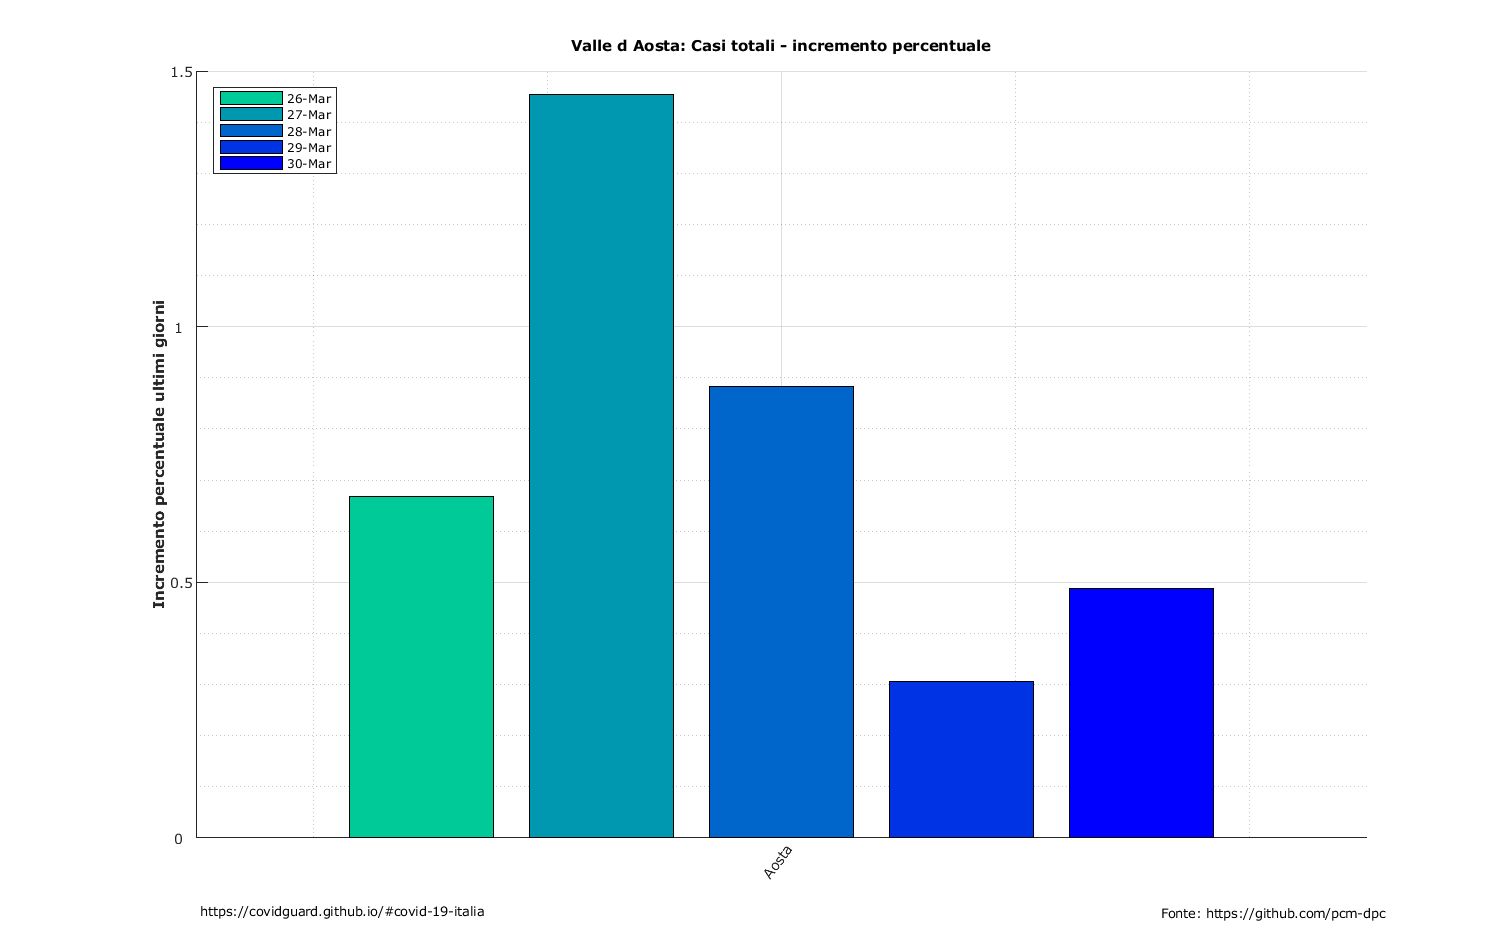 Valle d Aosta: Casi totali - incremento percentuale
26-Mar
27-Mar
28-Mar
29-Mar
30-Mar
Incremento percentuale ultimi giorni
1.5
1
0.5
0
Aosta
https://covidguard.github.io/#covid-19-italia
Fonte: https://github.com/pcm-dpc